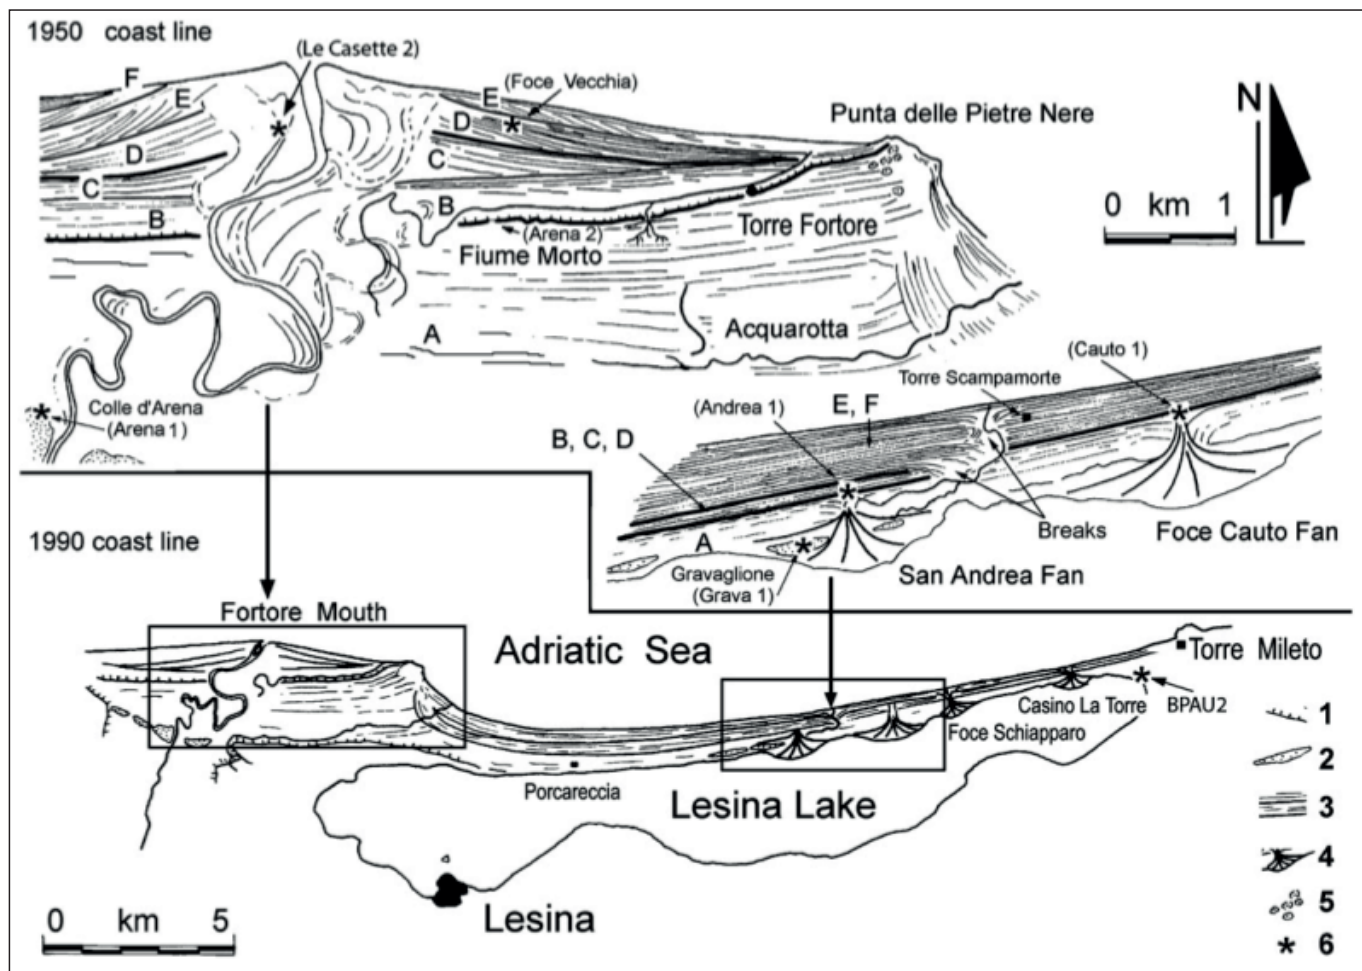 1950 coast line
(Le Casette 2)
F
E
(Foce Vecchia)
E
D
Punta delle Pietre Nere
N
D
C
C
B
B
0 km 1
(Arena 2)
Torre Fortore
Fiume Morto
A
Acquarotta
Colle d'Arena
(Arena 1)
(Cauto 1)
Torre Scampamorte
(Andrea 1)
E, F
B, C, D
Breaks
A
Foce Cauto Fan
Gravaglione
(Grava 1)
San Andrea Fan
1990 coast line
Fortore Mouth
Adriatic Sea
Torre Mileto
Casino La Torre
BPAU2
Foce Schiapparo
Porcareccia
Lesina Lake
Lesina
0 km 5
1
2
3
4
5
* 6